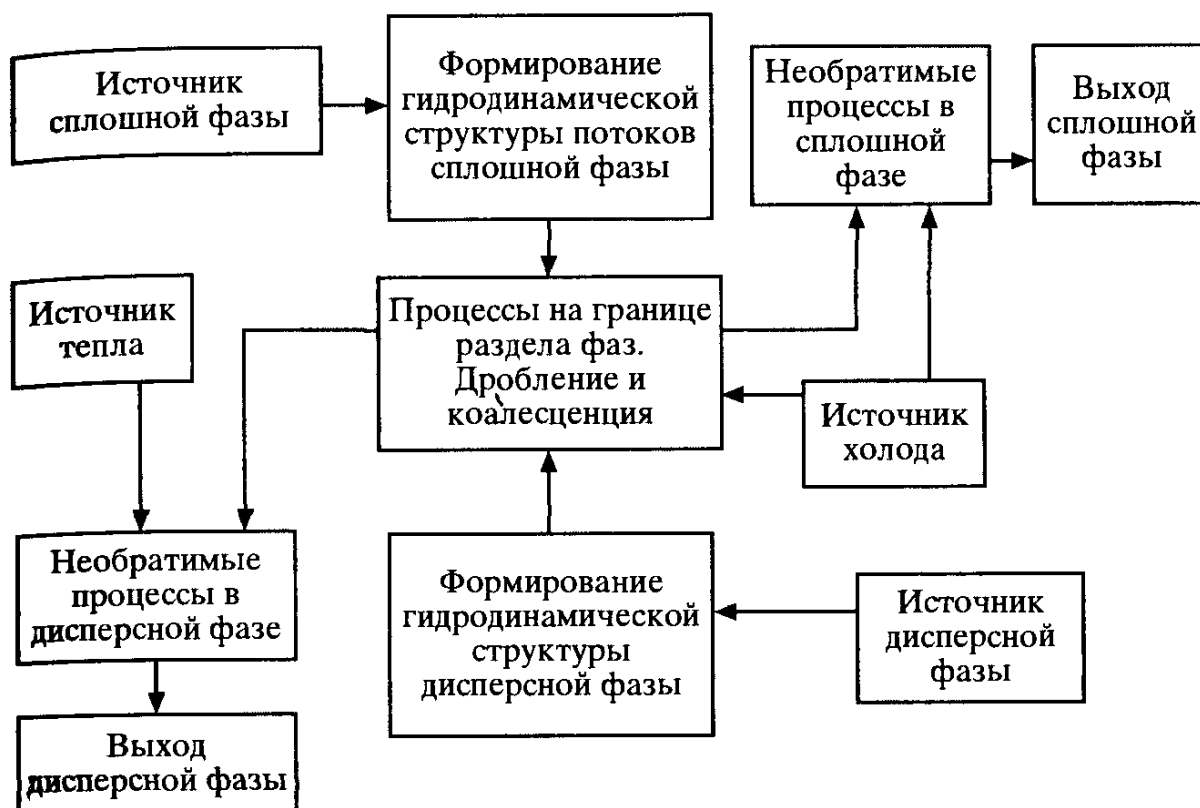 Источник
сплошной фазы
Формирование
гидродинамической
структуры потоков
сплошной фазы
Необратимые
процессы в
сплошной
фазе
Выход
сплошной
фазы
Источник
тепла
Процессы на границе
раздела фаз.
Дробление и
коалесценция
Источник
холода
Необратимые
процессы в
дисперсной фазе
Формирование
гидродинамической
структуры
дисперсной фазы
Источник
дисперсной
фазы
Выход
дисперсной фазы